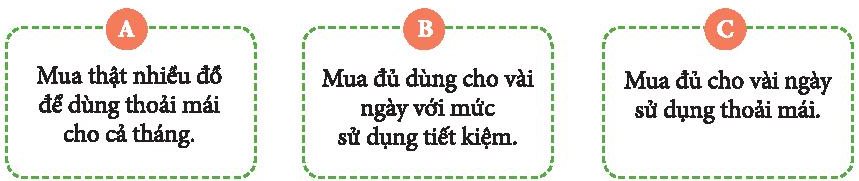 A
Mua thật nhiều đồ
để dùng thoải mái
cho cả tháng.
B
Mua đủ dùng cho vài
ngày với mức
sử dụng tiết kiệm.
C
Mua đủ cho vài ngày
sử dụng thoải mái.